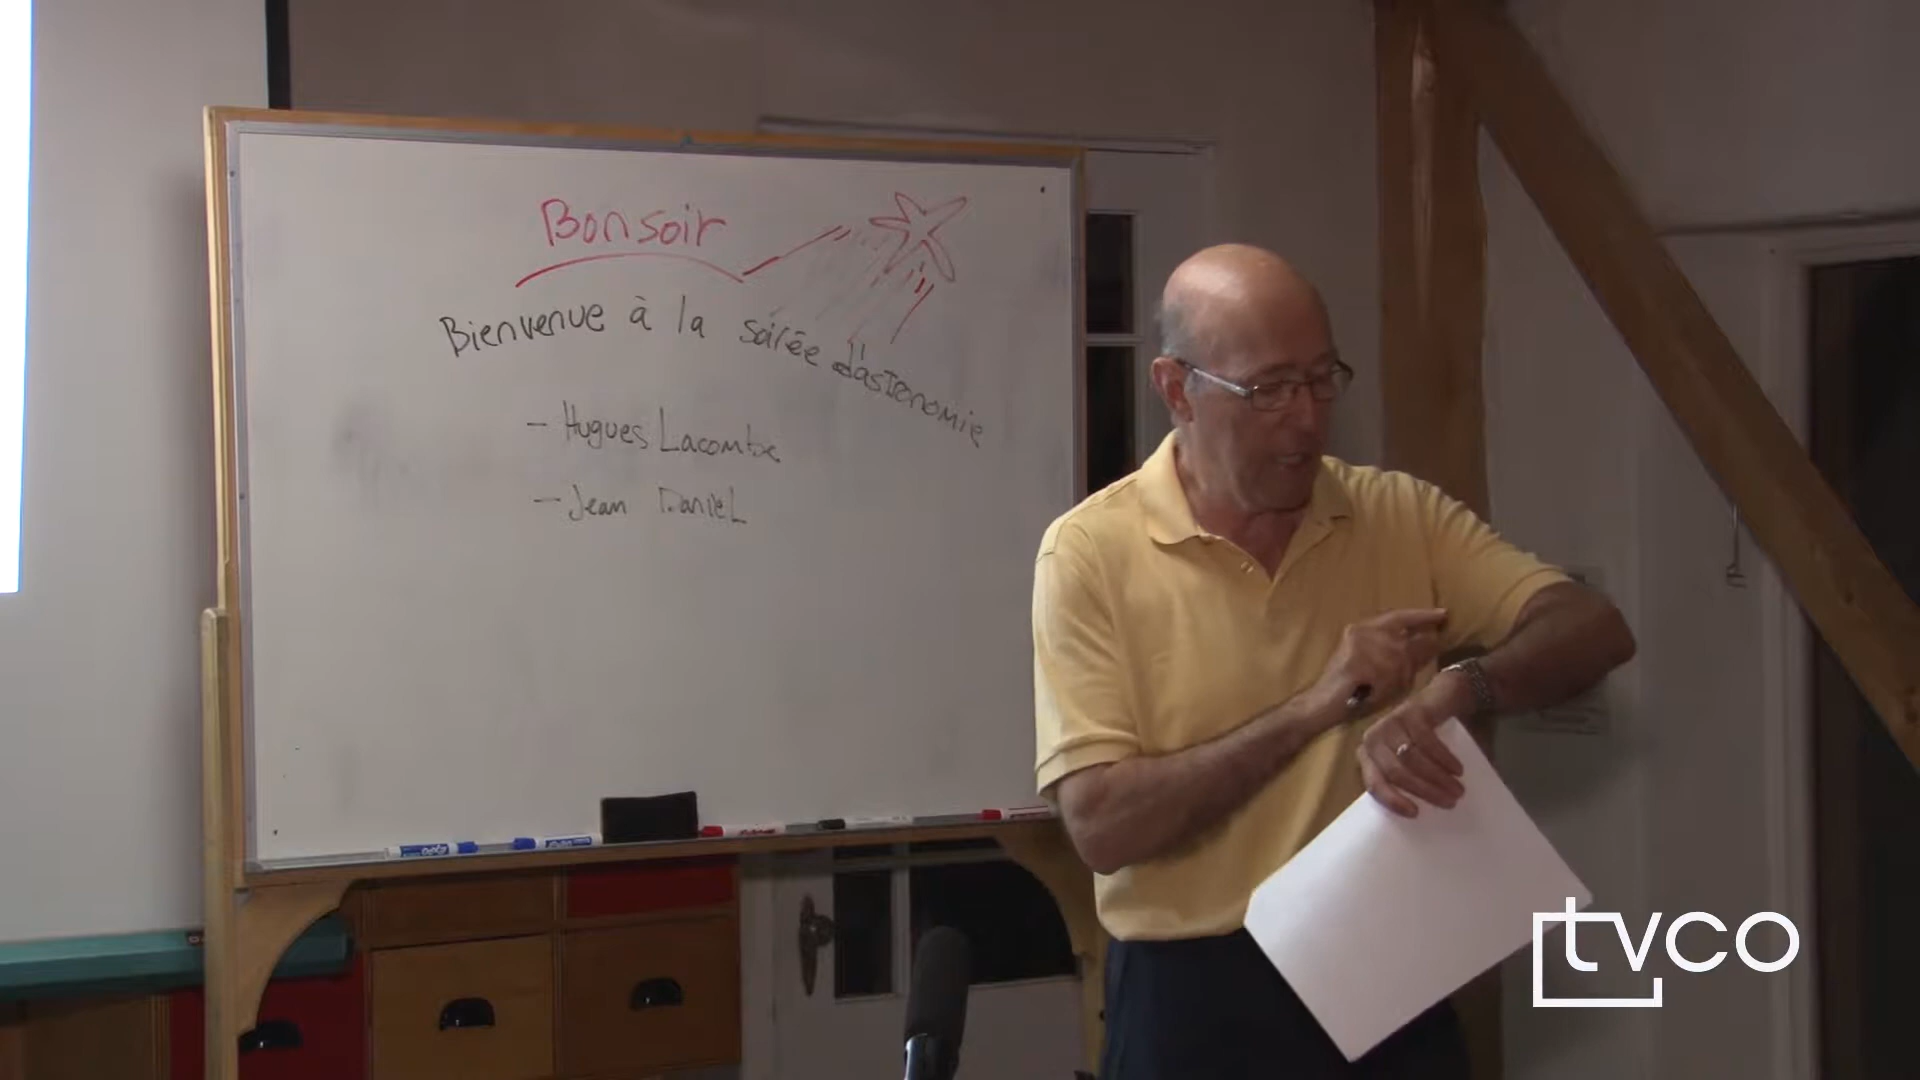 Bonsoir
Bienvenue à la soirée d'astronomie
- Hugues Lacombe
- Jean Daniel
tvco